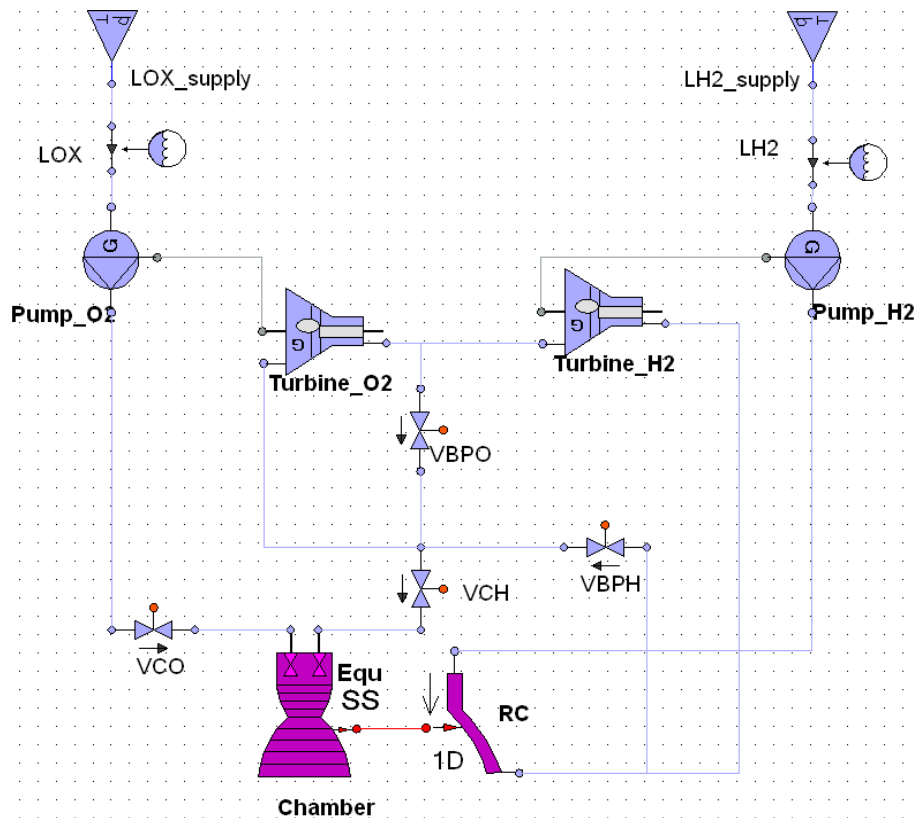 p
T
T
p
LOX_supply
LH2_supply
LOX
LH2
G
G
Pump_O2
Pump_H2
G
G
Turbine_O2
Turbine_H2
VBPO
VCH
VBPH
VCO
Equ
SS
RC
1D
Chamber